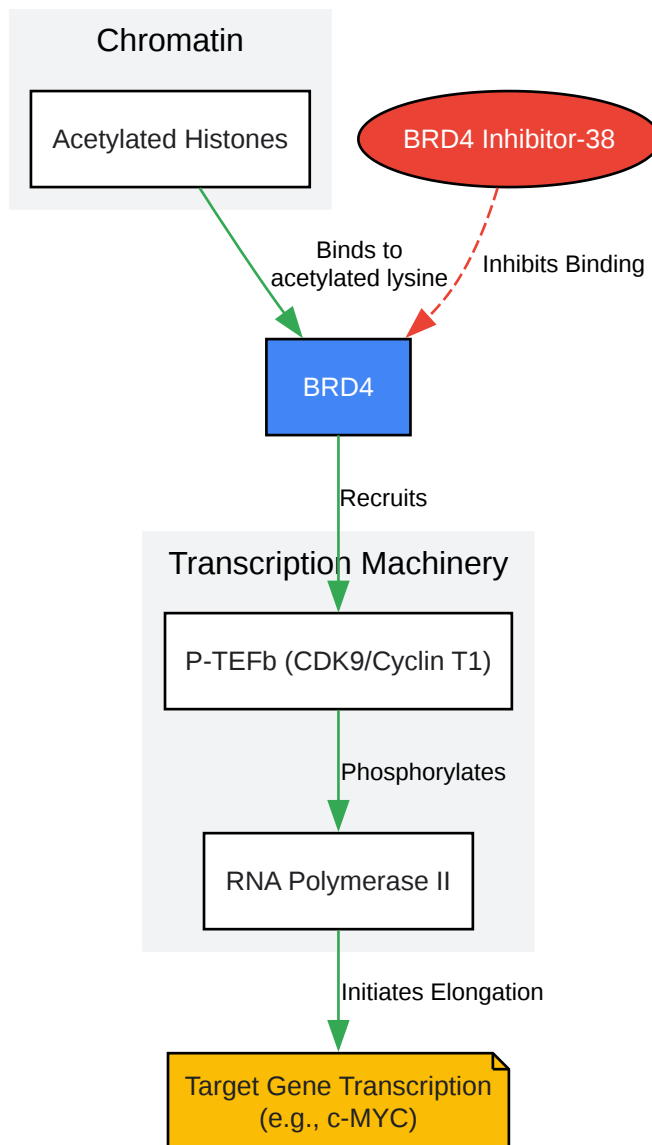 Chromatin
Acetylated Histones
BRD4 Inhibitor-38
Binds to
acetylated lysine
Inhibits Binding
BRD4
Recruits
Transcription Machinery
P-TEFb (CDK9/Cyclin T1)
Phosphorylates
RNA Polymerase II
Initiates Elongation
Target Gene Transcription
(e.g., c-MYC)